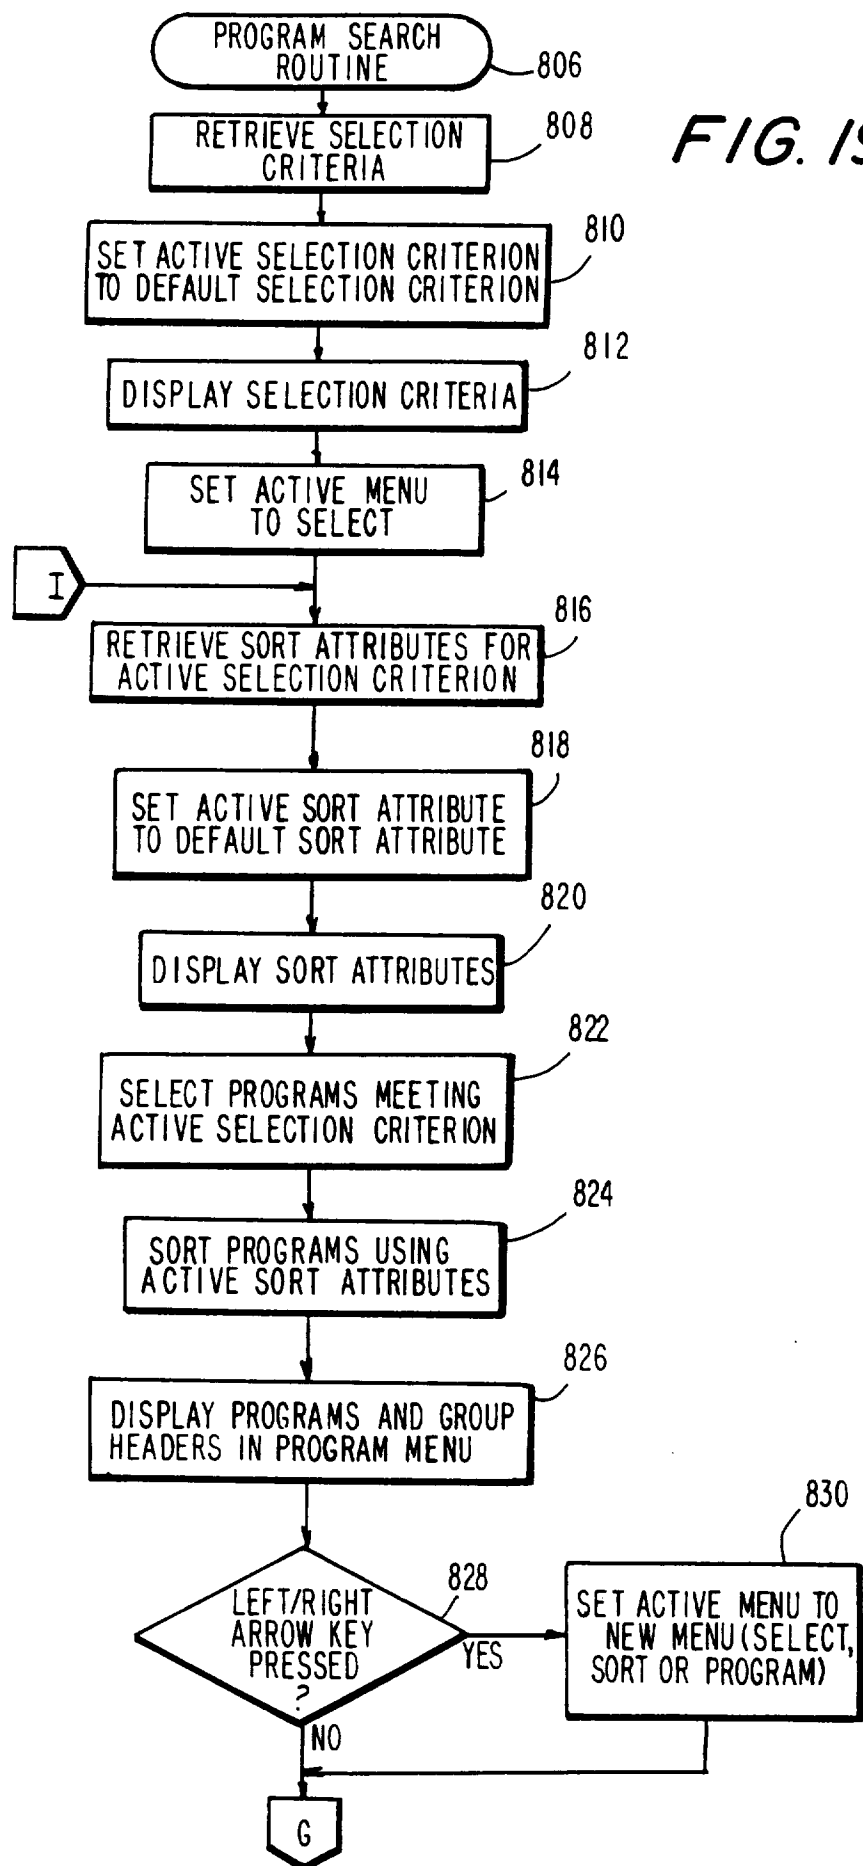 PROGRAM SEARCH
ROUTINE
806
RETRIEVE SELECTION
CRITERIA
808
FIG. 19
SET ACTIVE SELECTION CRITERION
TO DEFAULT SELECTION CRITERION
810
DISPLAY SELECTION CRITERIA
812
SET ACTIVE MENU
TO SELECT
814
I
RETRIEVE SORT ATTRIBUTES FOR
ACTIVE SELECTION CRITERION
816
SET ACTIVE SORT ATTRIBUTE
TO DEFAULT SORT ATTRIBUTE
818
DISPLAY SORT ATTRIBUTES
820
SELECT PROGRAMS MEETING
ACTIVE SELECTION CRITERION
822
SORT PROGRAMS USING
ACTIVE SORT ATTRIBUTES
824
DISPLAY PROGRAMS AND GROUP
HEADERS IN PROGRAM MENU
826
LEFT/RIGHT
ARROW KEY
PRESSED
?
828
YES
NO
SET ACTIVE MENU TO
NEW MENU (SELECT,
SORT OR PROGRAM)
830
G